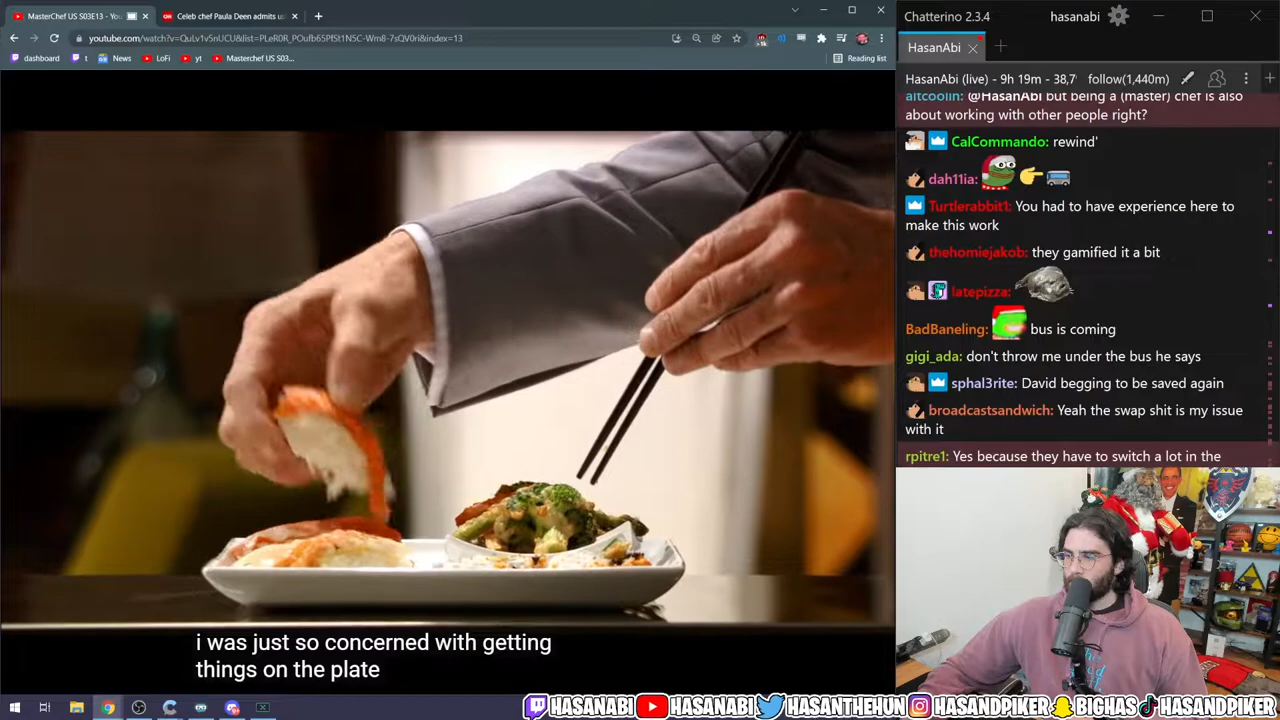 MasterChef US S03E13 - You
Celeb chef Paula Deen admits us
youtube.com/watch?v=QuLv1v5nUCU&list=PLeR0R_POufb65PfSt1N5C-Wm8-7sQV0ri&index=13
dashboard
t
News
LoFi
yt
Masterchef US S03...
Reading list
i was just so concerned with getting
things on the plate
Chatterino 2.3.4
hasanabi
HasanAbi
HasanAbi (live) - 9h 19m - 38,7
follow(1,440m)
altcoolin: @HasanAbi but being a (master) chef is also
about working with other people right?
CalCommando: rewind'
dah11ia:
Turtlerabbit1: You had to have experience here to
make this work
thehomiejakob: they gamified it a bit
latepizza:
BadBaneling: bus is coming
gigi_ada: don't throw me under the bus he says
sphal3rite: David begging to be saved again
broadcastsandwich: Yeah the swap shit is my issue
with it
rpitre1: Yes because they have to switch a lot in the
HASANABI
HASANABI
HASANTHEHUN
HASANDPIKER
BIGHAS
HASANDPIKER